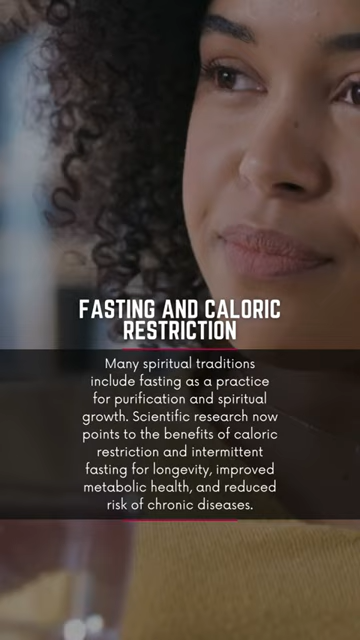 FASTING AND CALORIC
RESTRICTION
Many spiritual traditions
include fasting as a practice
for purification and spiritual
growth. Scientific research now
points to the benefits of caloric
restriction and intermittent
fasting for longevity, improved
metabolic health, and reduced
risk of chronic diseases.